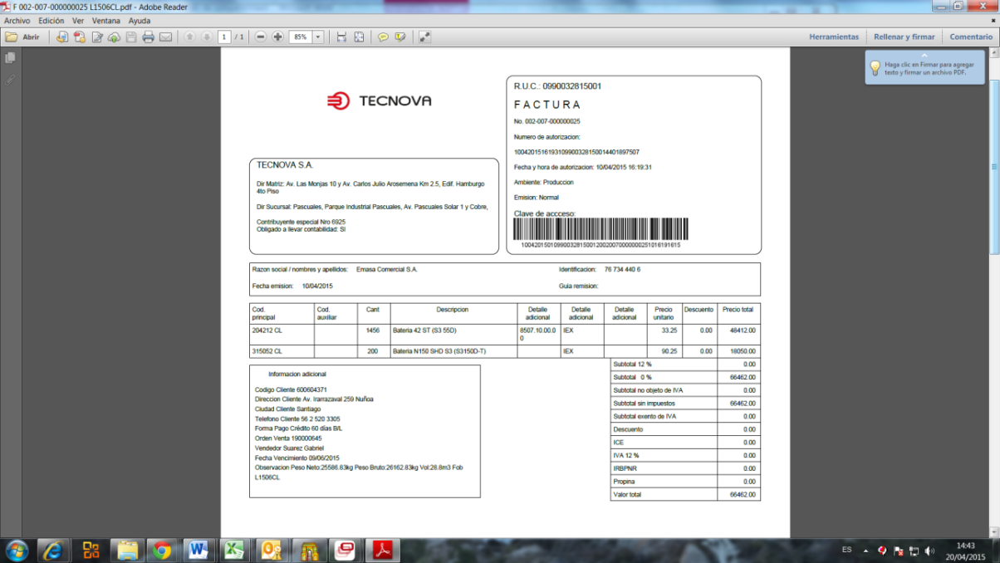 F 002-007-000000025 L1506CL.pdf - Adobe Reader
Archivo Edición Ver Ventana Ayuda
Abrir 1 / 1 85% Herramientas Rellenar y firmar Comentario
Haga clic en Firmar para agregar
texto y firmar un archivo PDF.
TECNOVA
R.U.C.: 0990032815001
FACTURA
No. 002-007-000000025
Numero de autorizacion:
1004201516193109900328150014401897507
Fecha y hora de autorizacion: 10/04/2015 16:19:31
Ambiente: Produccion
Emision: Normal
Clave de accceso:
1004201501099003281500120020070000000251016191615
TECNOVA S.A.
Dir Matriz: Av. Las Monjas 10 y Av. Carlos Julio Arosemena Km 2.5, Edif. Hamburgo
4to Piso
Dir Sucursal: Pascuales, Parque Industrial Pascuales, Av. Pascuales Solar 1 y Cobre,
Contribuyente especial Nro 6925
Obligado a llevar contabilidad: SI
Razon social / nombres y apellidos: Emasa Comercial S.A. Identificacion: 76 734 440 6
Fecha emision: 10/04/2015 Guia remision:
Cod. principal Cod. auxiliar Cant Descripcion Detalle adicional Detalle adicional Detalle adicional Precio unitario Descuento Precio total
204212 CL 1456 Bateria 42 ST (S3 55D) 8507.10.00.00 IEX 33.25 0.00 48412.00
315052 CL 200 Bateria N150 SHD S3 (S3150D-T) IEX 90.25 0.00 18050.00
Subtotal 12 % 0.00
Subtotal 0 % 66462.00
Subtotal no objeto de IVA 0.00
Subtotal sin impuestos 66462.00
Subtotal exento de IVA 0.00
Descuento 0.00
ICE 0.00
IVA 12 % 0.00
IRBPNR 0.00
Propina 0.00
Valor total 66462.00
Informacion adicional
Codigo Cliente 600604371
Direccion Cliente Av. Irarrazaval 259 Nuñoa
Ciudad Cliente Santiago
Telefono Cliente 56 2 520 3305
Forma Pago Crédito 60 días B/L
Orden Venta 190000645
Vendedor Suarez Gabriel
Fecha Vencimiento 09/06/2015
Observacion Peso Neto:25586.83kg Peso Bruto:26162.83kg Vol:28.8m3 Fob
L1506CL
ES
14:43
20/04/2015